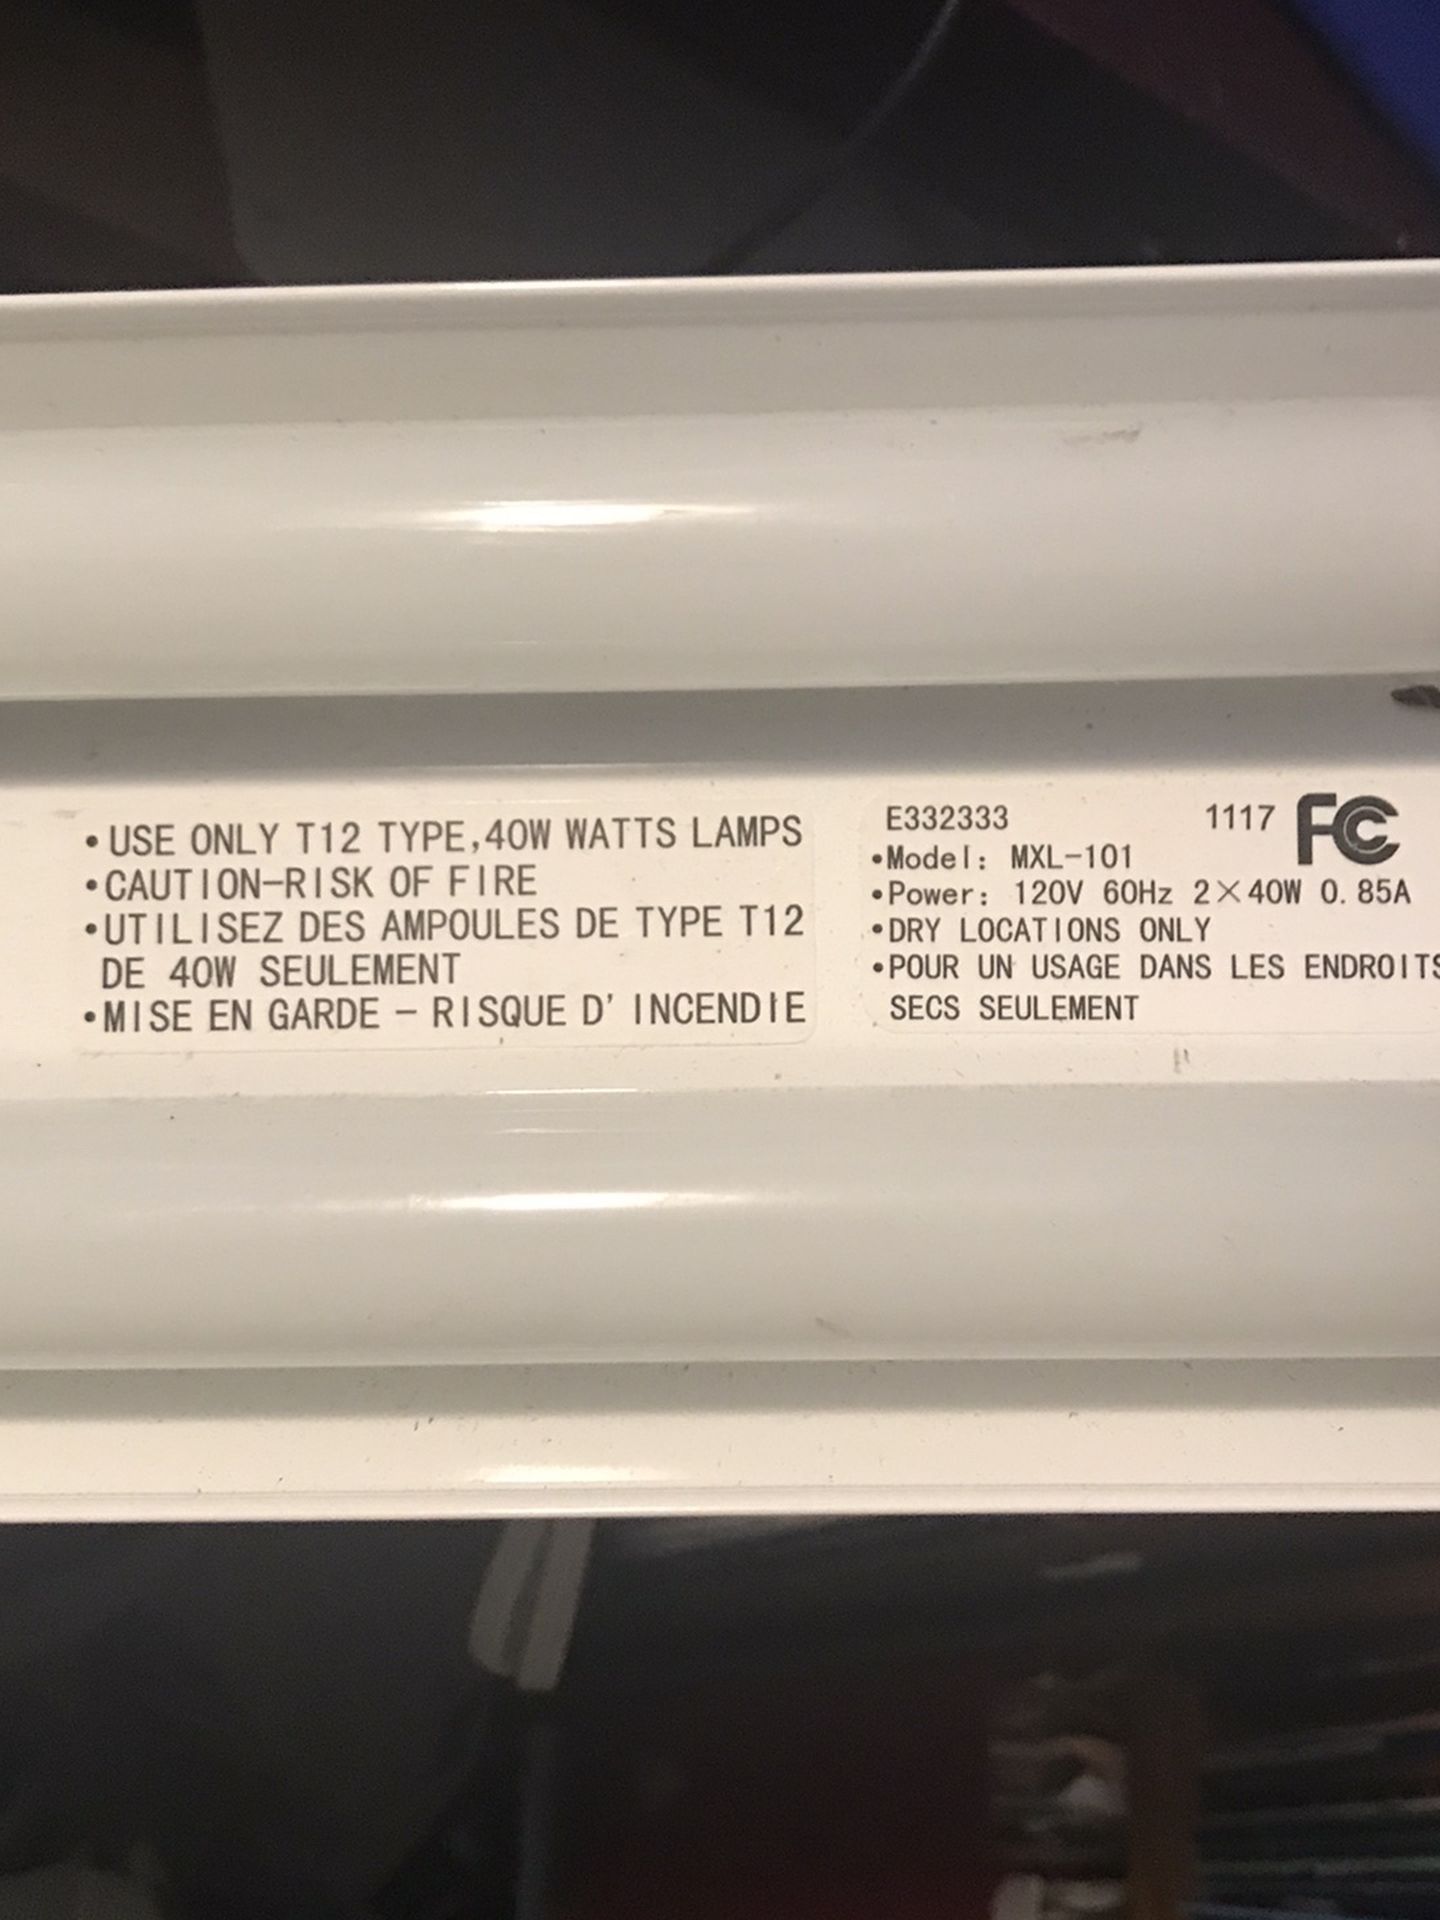 •USE ONLY T12 TYPE,40W WATTS LAMPS
•CAUTION-RISK OF FIRE
•UTILISEZ DES AMPOULES DE TYPE T12
DE 40W SEULEMENT
•MISE EN GARDE - RISQUE D' INCENDIE
E332333 1117 FC
•Model: MXL-101
•Power: 120V 60Hz 2×40W 0.85A
•DRY LOCATIONS ONLY
•POUR UN USAGE DANS LES ENDROITS
SECS SEULEMENT